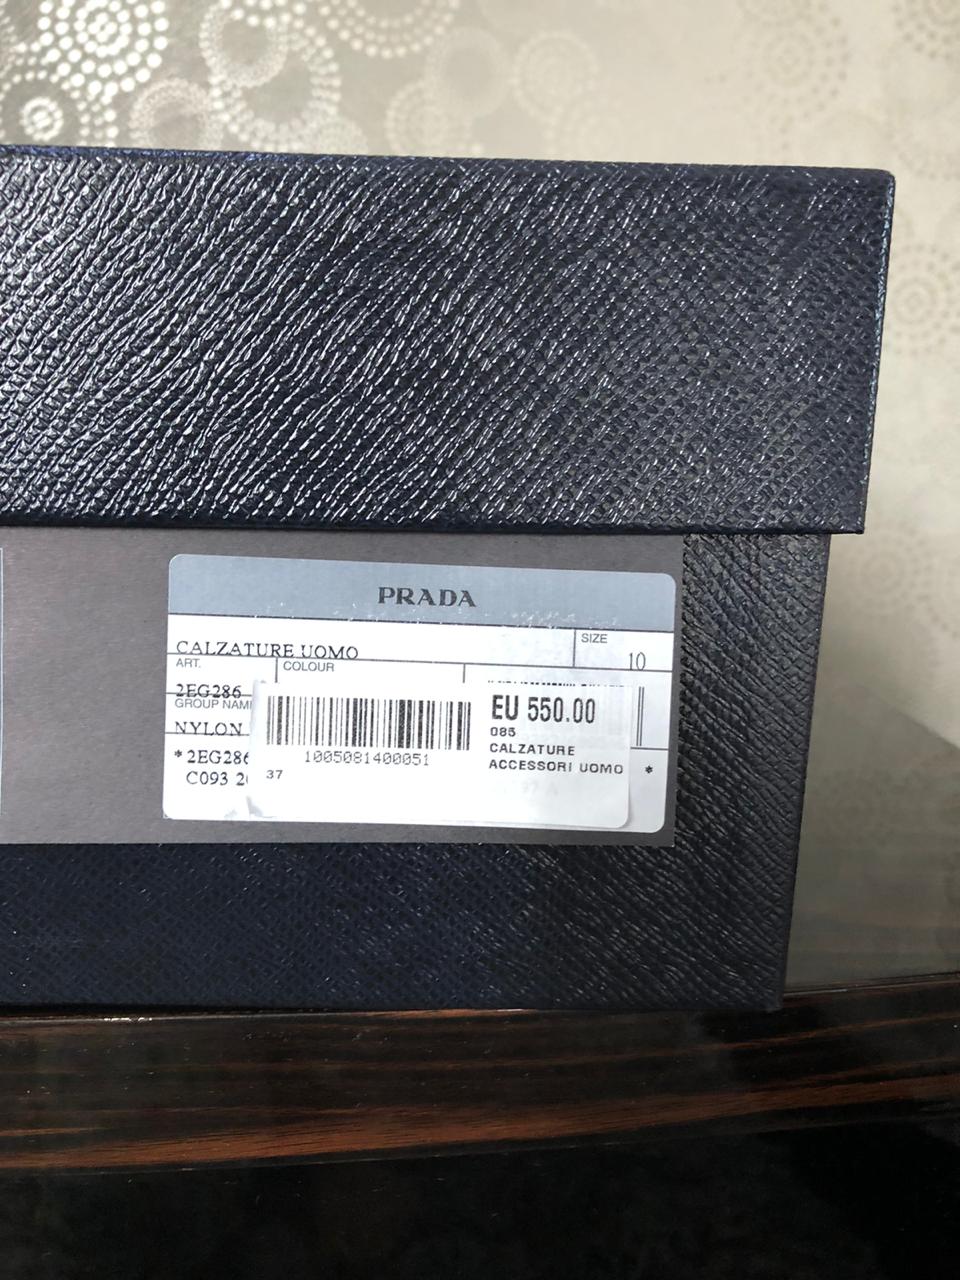 PRADA
CALZATURE UOMO
SIZE
10
ART.
COLOUR
2EG286
GROUP NAM
NYLON
*2EG286
C093
*
EU 550.00
085
CALZATURE
ACCESSORI UOMO
1005081400051
37